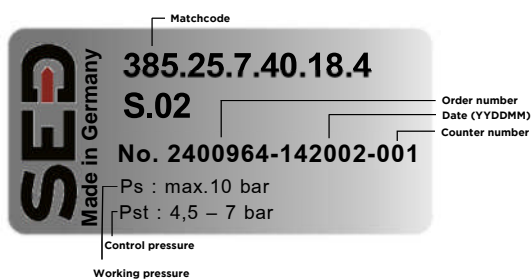 Matchcode
SED
Made in Germany
385.25.7.40.18.4
S.02
No. 2400964-142002-001
Ps : max.10 bar
Pst : 4,5 – 7 bar
Order number
Date (YYDDMM)
Counter number
Control pressure
Working pressure